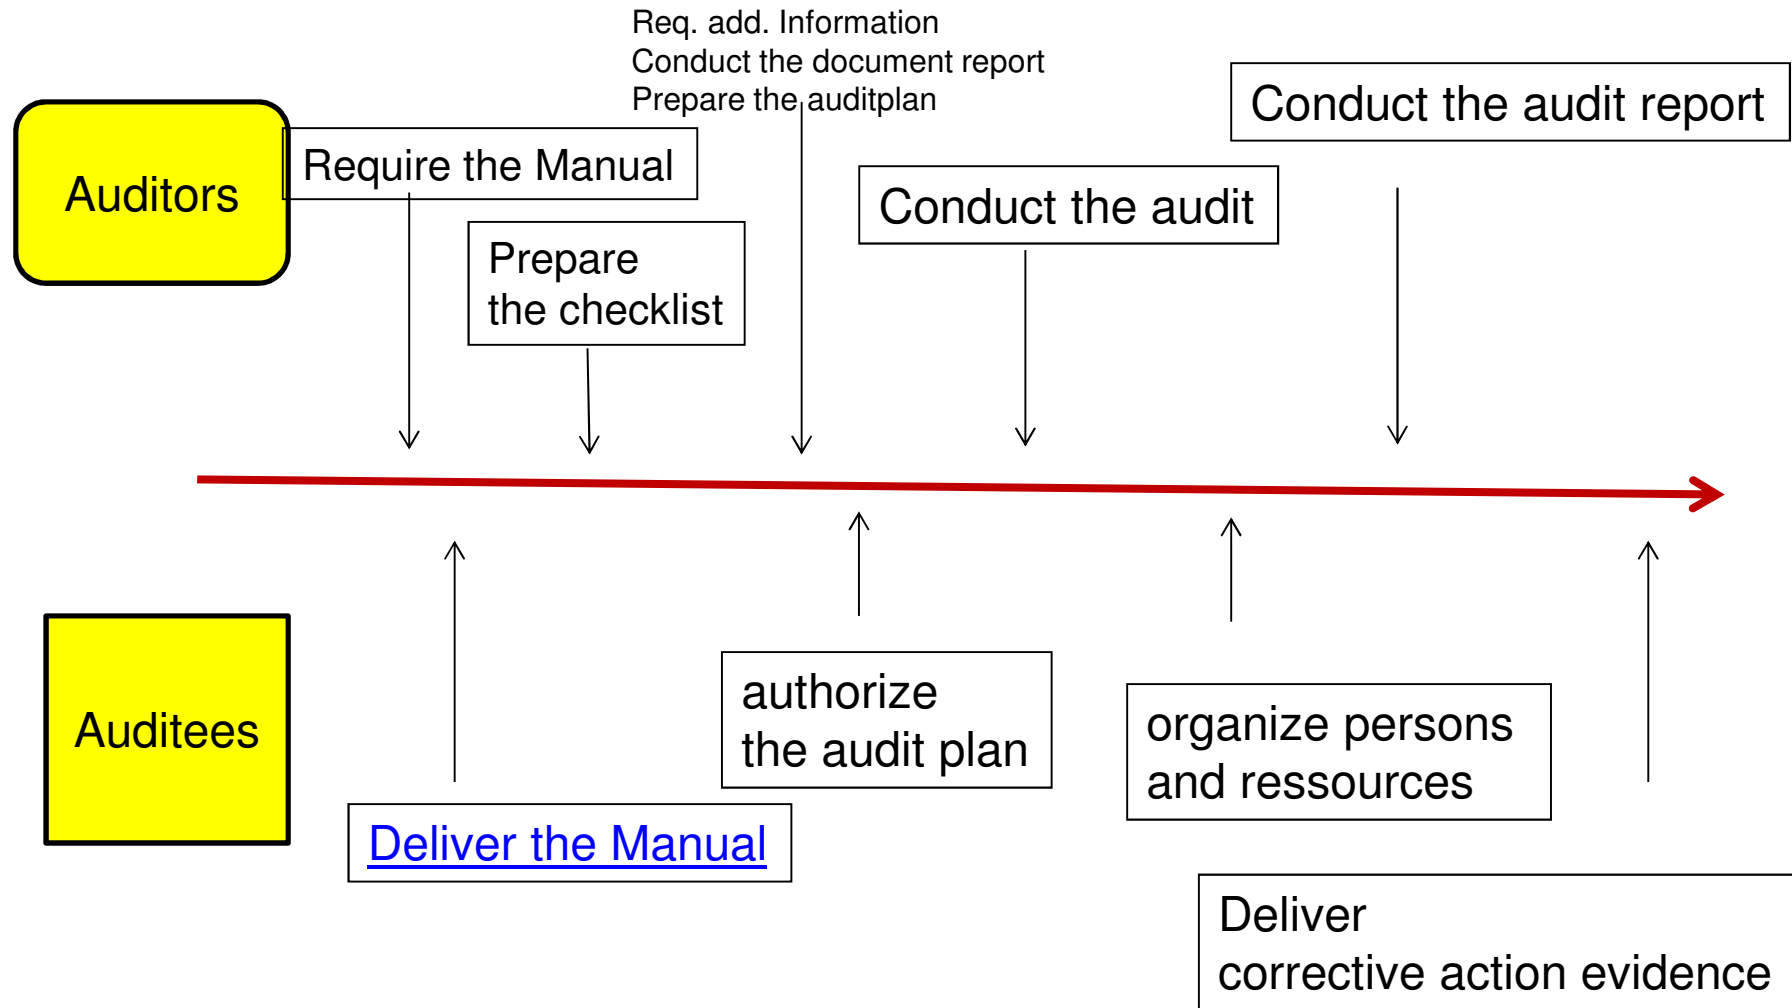 Req. add. Information
Conduct the document report
Prepare the auditplan
Conduct the audit report
Auditors
Require the Manual
Conduct the audit
Prepare
the checklist
Auditees
authorize
the audit plan
organize persons
and ressources
Deliver the Manual
Deliver
corrective action evidence